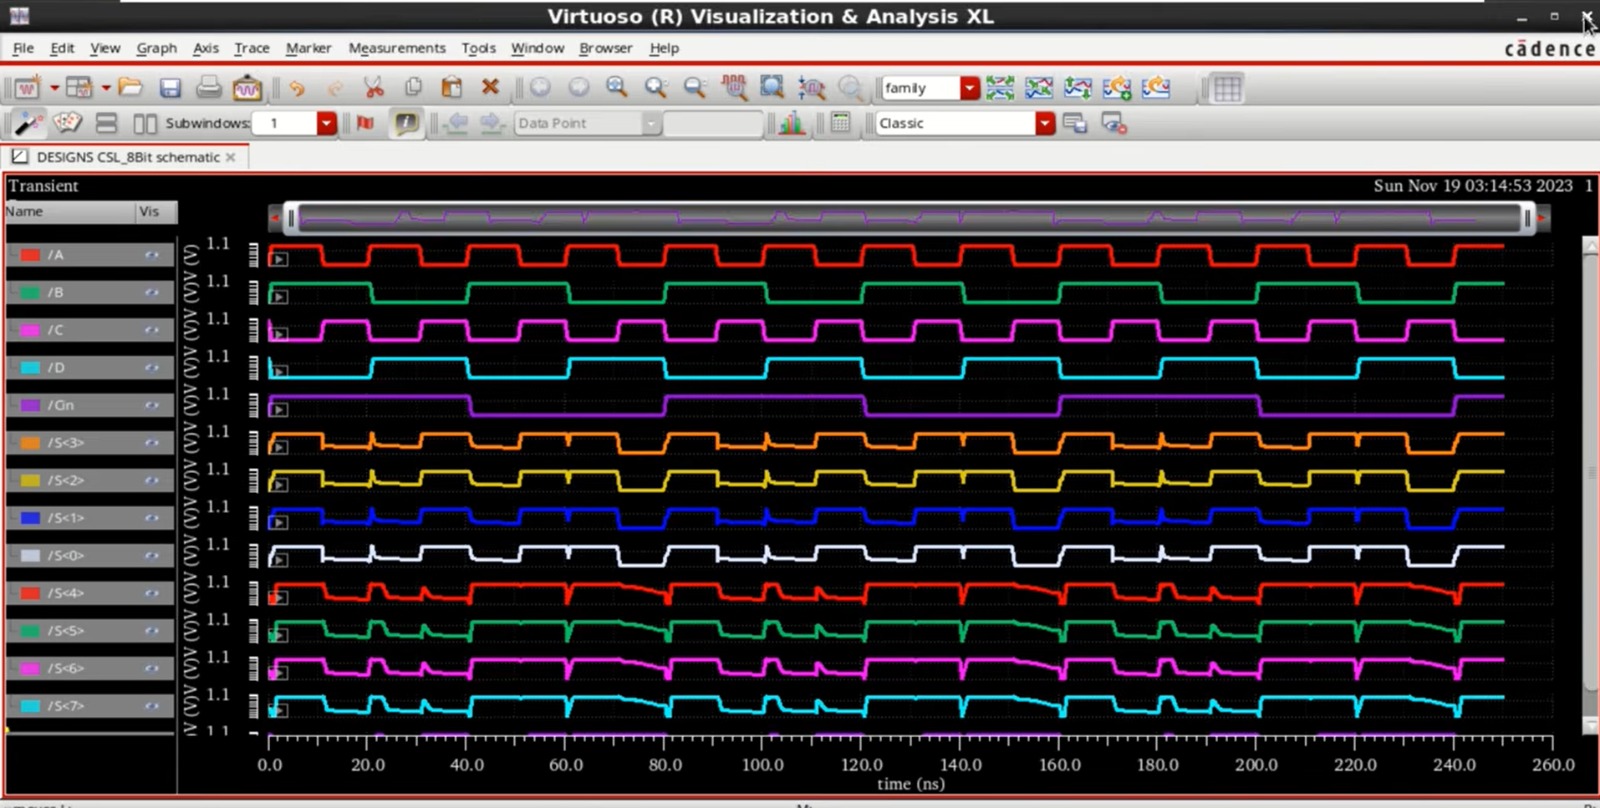 Virtuoso (R) Visualization & Analysis XL
File Edit View Graph Axis Trace Marker Measurements Tools Window Browser Help
cādence
family
Subwindows: 1 Data Point Classic
DESIGNS CSL_8Bit schematic
Transient Sun Nov 19 03:14:53 2023 1
Name Vis
/A 1.1
/B 1.1
/C 1.1
/D 1.1
/Cin 1.1
/S<3> 1.1
/S<2> 1.1
/S<1> 1.1
/S<0> 1.1
/S<4> 1.1
/S<5> 1.1
/S<6> 1.1
/S<7> 1.1
1.1
0.0 20.0 40.0 60.0 80.0 100.0 120.0 140.0 160.0 180.0 200.0 220.0 240.0 260.0
time (ns)